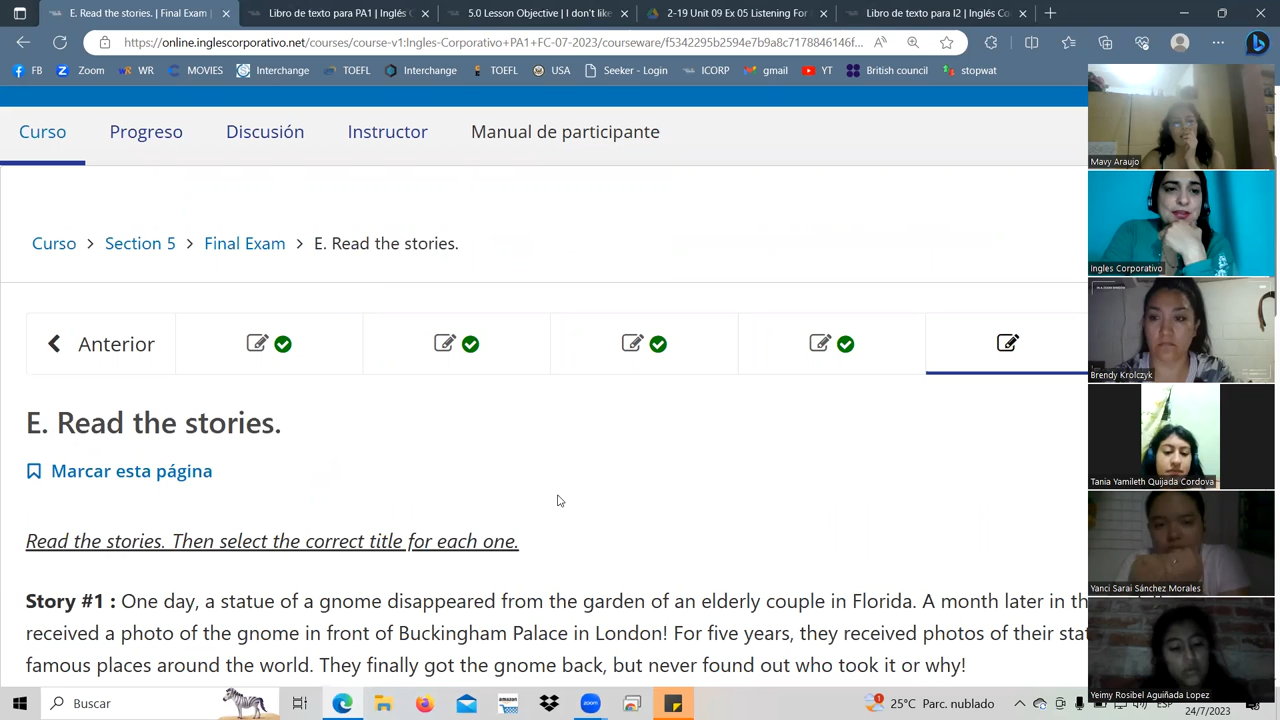 E. Read the stories. | Final Exam |
Libro de texto para PA1 | Inglés C
5.0 Lesson Objective | I don't like
2-19 Unit 09 Ex 05 Listening For
Libro de texto para I2 | Inglés Co
https://online.inglescorporativo.net/courses/course-v1:Ingles-Corporativo+PA1+FC-07-2023/courseware/f5342295b2594e7b9a8c7178846146f...
FB
Zoom
WR
MOVIES
Interchange
TOEFL
Interchange
TOEFL
USA
Seeker - Login
ICORP
gmail
YT
British council
stopwat
Curso
Progreso
Discusión
Instructor
Manual de participante
Curso > Section 5 > Final Exam > E. Read the stories.
Anterior
E. Read the stories.
Marcar esta página
Read the stories. Then select the correct title for each one.
Story #1 : One day, a statue of a gnome disappeared from the garden of an elderly couple in Florida. A month later in th
received a photo of the gnome in front of Buckingham Palace in London! For five years, they received photos of their sta
famous places around the world. They finally got the gnome back, but never found out who took it or why!
Mavy Araujo
Ingles Corporativo
Brendy Krolczyk
Tania Yamileth Quijada Cordova
Yanci Sarai Sánchez Morales
Yeimy Rosibel Aguiñada Lopez
Buscar
amazon
zoom
1
25°C Parc. nublado
ESP
24/7/2023